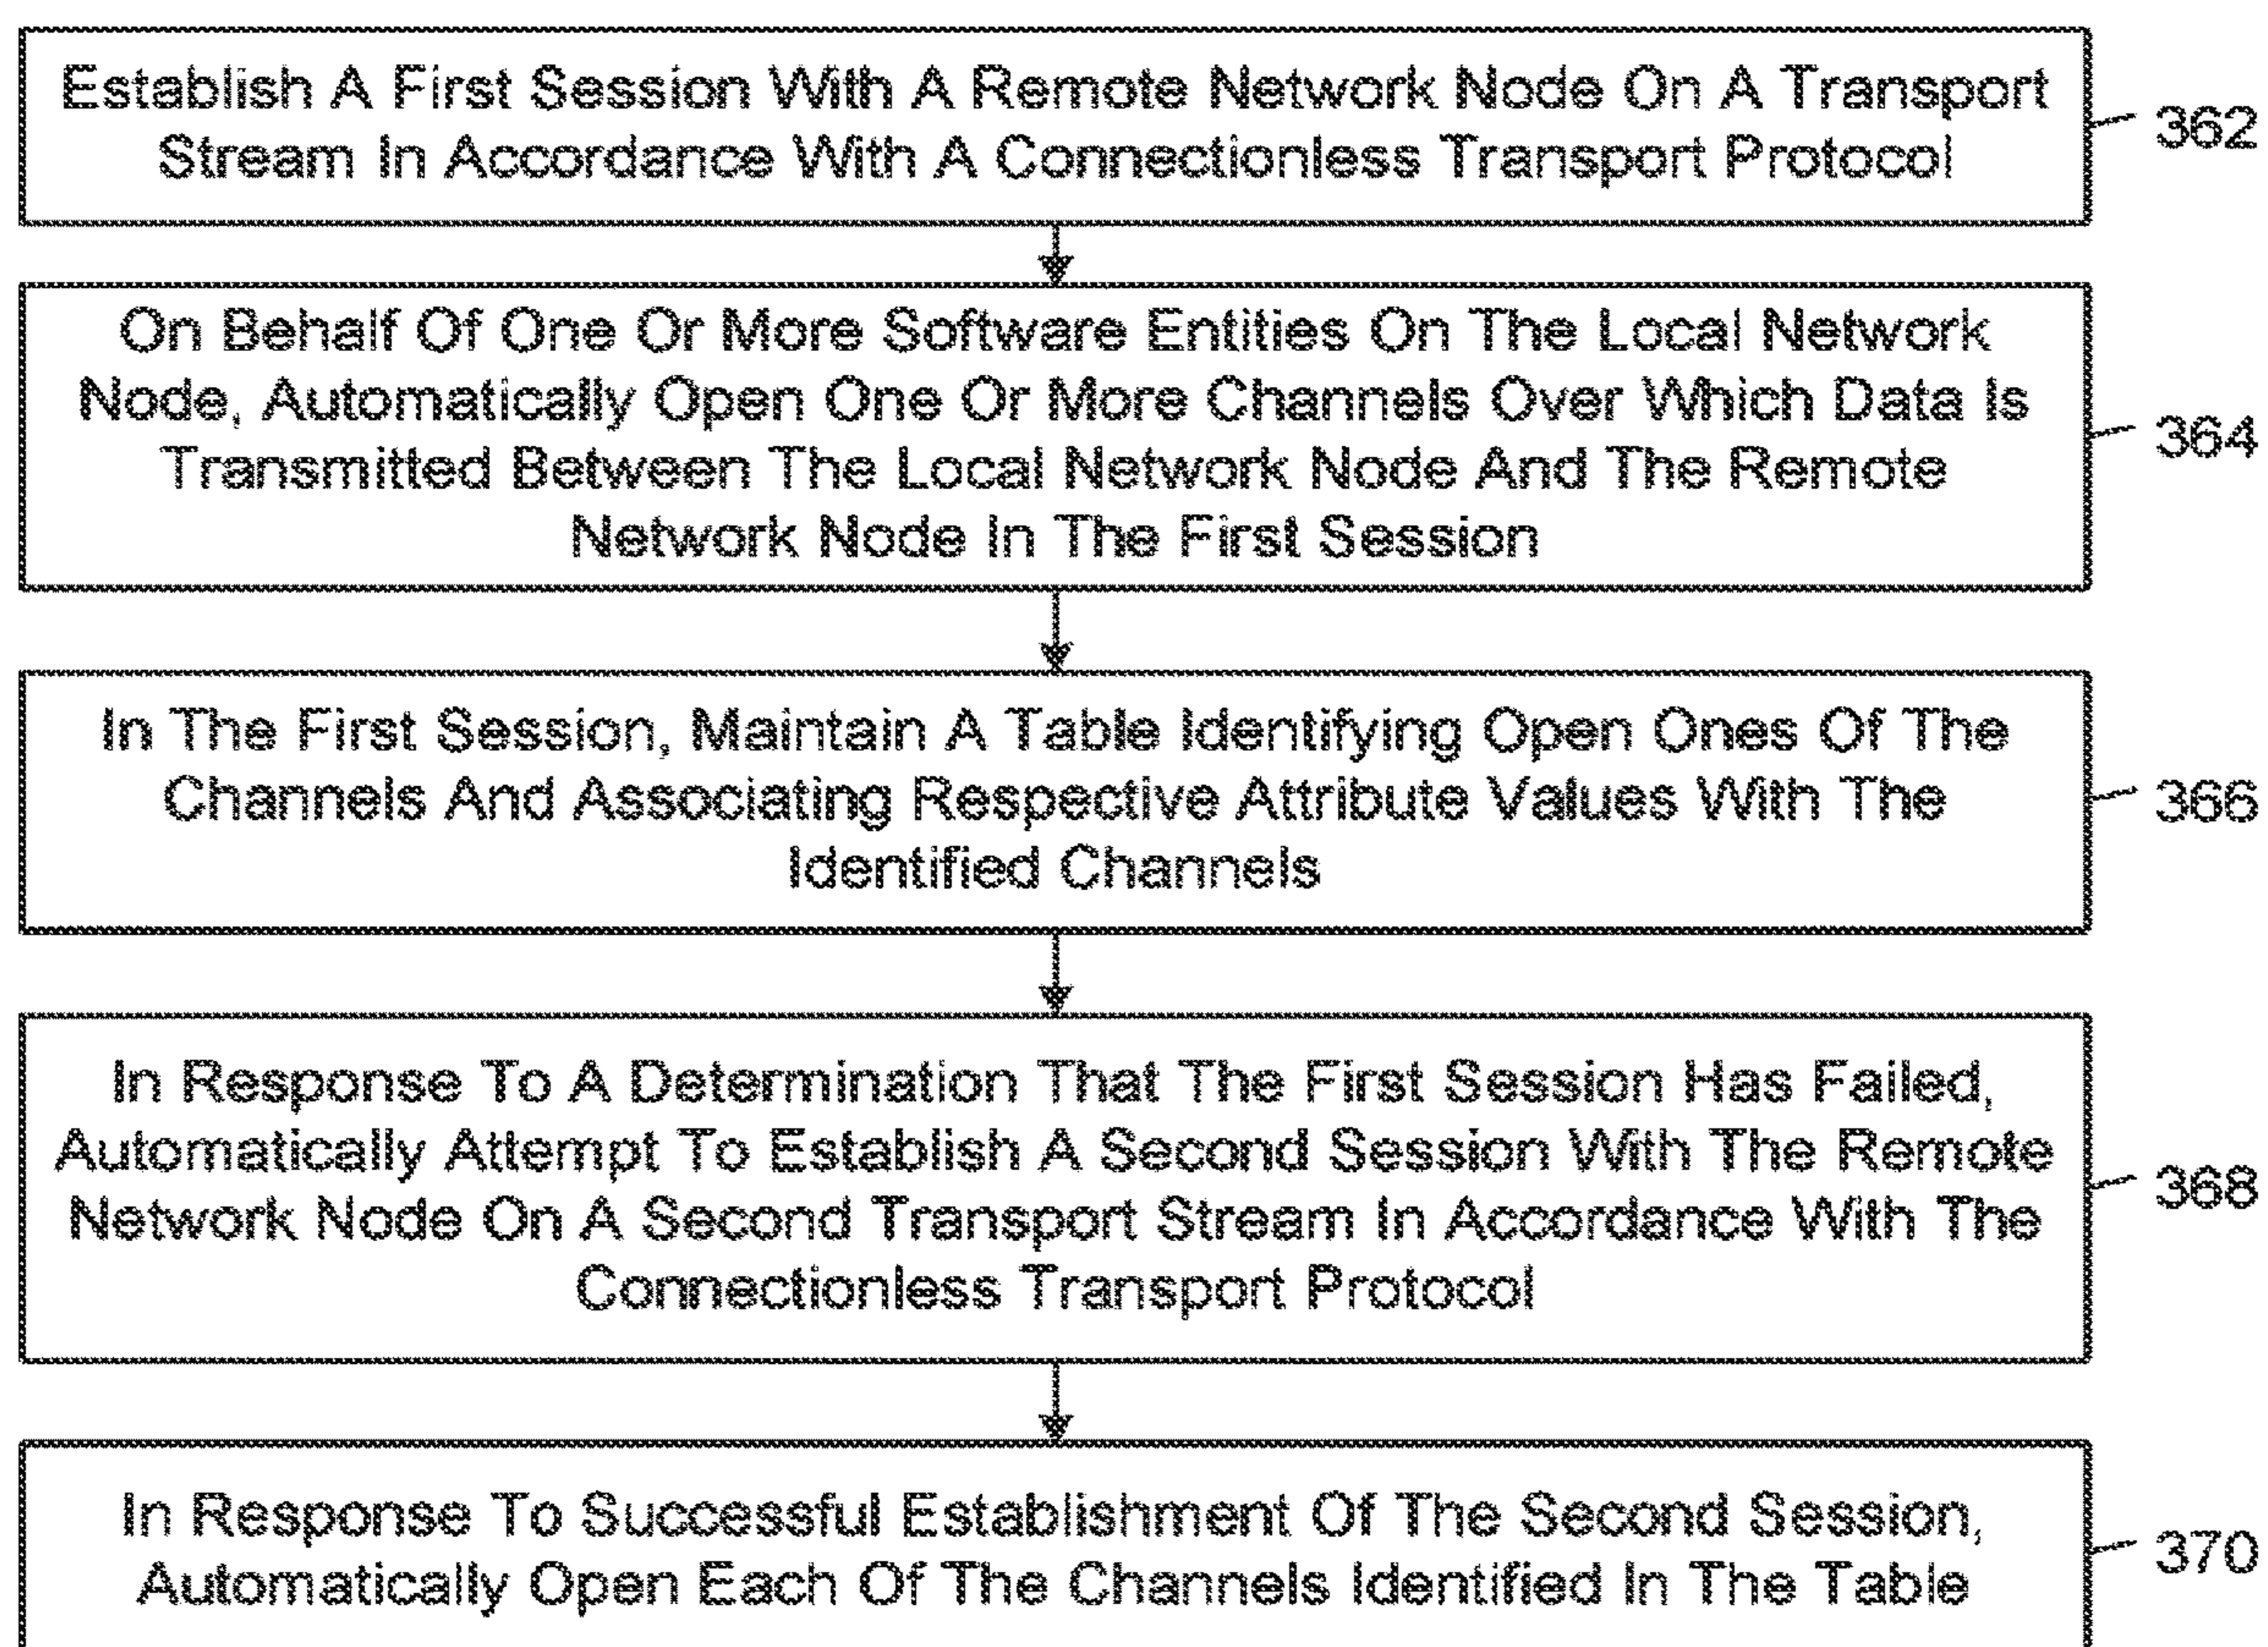 Establish A First Session With A Remote Network Node On A Transport
Stream In Accordance With A Connectionless Transport Protocol
362
On Behalf Of One Or More Software Entities On The Local Network
Node, Automatically Open One Or More Channels Over Which Data Is
Transmitted Between The Local Network Node And The Remote
Network Node In The First Session
364
In The First Session, Maintain A Table Identifying Open Ones Of The
Channels And Associating Respective Attribute Values With The
Identified Channels
366
In Response To A Determination That The First Session Has Failed,
Automatically Attempt To Establish A Second Session With The Remote
Network Node On A Second Transport Stream In Accordance With The
Connectionless Transport Protocol
368
In Response To Successful Establishment Of The Second Session,
Automatically Open Each Of The Channels Identified In The Table
370